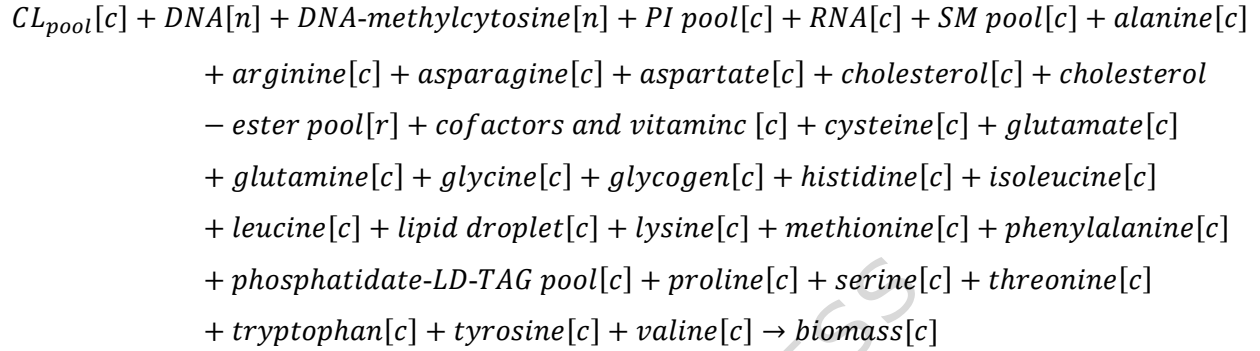 CL_pool[c] + DNA[n] + DNA-methylcytosine[n] + PI pool[c] + RNA[c] + SM pool[c] + alanine[c]
+ arginine[c] + asparagine[c] + aspartate[c] + cholesterol[c] + cholesterol
− ester pool[r] + cofactors and vitaminc [c] + cysteine[c] + glutamate[c]
+ glutamine[c] + glycine[c] + glycogen[c] + histidine[c] + isoleucine[c]
+ leucine[c] + lipid droplet[c] + lysine[c] + methionine[c] + phenylalanine[c]
+ phosphatidate-LD-TAG pool[c] + proline[c] + serine[c] + threonine[c]
+ tryptophan[c] + tyrosine[c] + valine[c] → biomass[c]